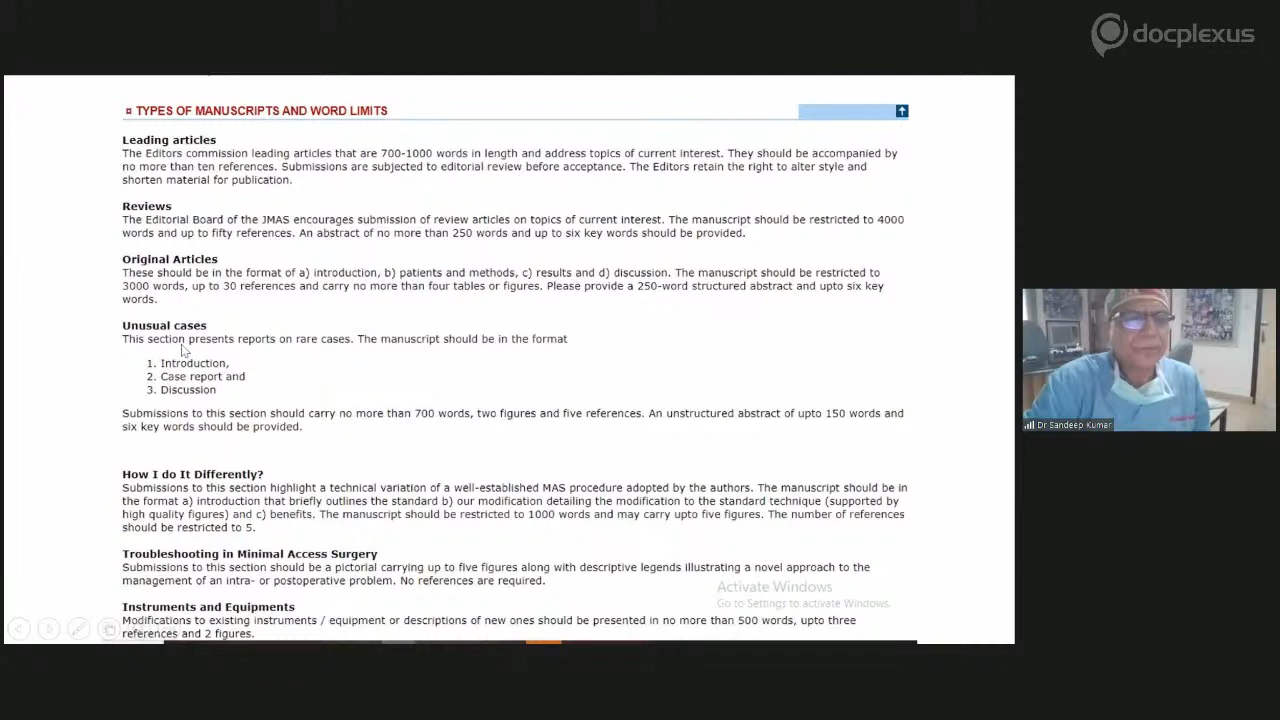 docplexus
¤ TYPES OF MANUSCRIPTS AND WORD LIMITS
Leading articles
The Editors commission leading articles that are 700-1000 words in length and address topics of current interest. They should be accompanied by
no more than ten references. Submissions are subjected to editorial review before acceptance. The Editors retain the right to alter style and
shorten material for publication.
Reviews
The Editorial Board of the JMAS encourages submission of review articles on topics of current interest. The manuscript should be restricted to 4000
words and up to fifty references. An abstract of no more than 250 words and up to six key words should be provided.
Original Articles
These should be in the format of a) introduction, b) patients and methods, c) results and d) discussion. The manuscript should be restricted to
3000 words, up to 30 references and carry no more than four tables or figures. Please provide a 250-word structured abstract and upto six key
words.
Unusual cases
This section presents reports on rare cases. The manuscript should be in the format
1. Introduction,
2. Case report and
3. Discussion
Submissions to this section should carry no more than 700 words, two figures and five references. An unstructured abstract of upto 150 words and
six key words should be provided.
Dr Sandeep Kumar
How I do It Differently?
Submissions to this section highlight a technical variation of a well-established MAS procedure adopted by the authors. The manuscript should be in
the format a) introduction that briefly outlines the standard b) our modification detailing the modification to the standard technique (supported by
high quality figures) and c) benefits. The manuscript should be restricted to 1000 words and may carry upto five figures. The number of references
should be restricted to 5.
Troubleshooting in Minimal Access Surgery
Submissions to this section should be a pictorial carrying up to five figures along with descriptive legends illustrating a novel approach to the
management of an intra- or postoperative problem. No references are required.
Activate Windows
Go to Settings to activate Windows.
Instruments and Equipments
Modifications to existing instruments / equipment or descriptions of new ones should be presented in no more than 500 words, upto three
references and 2 figures.